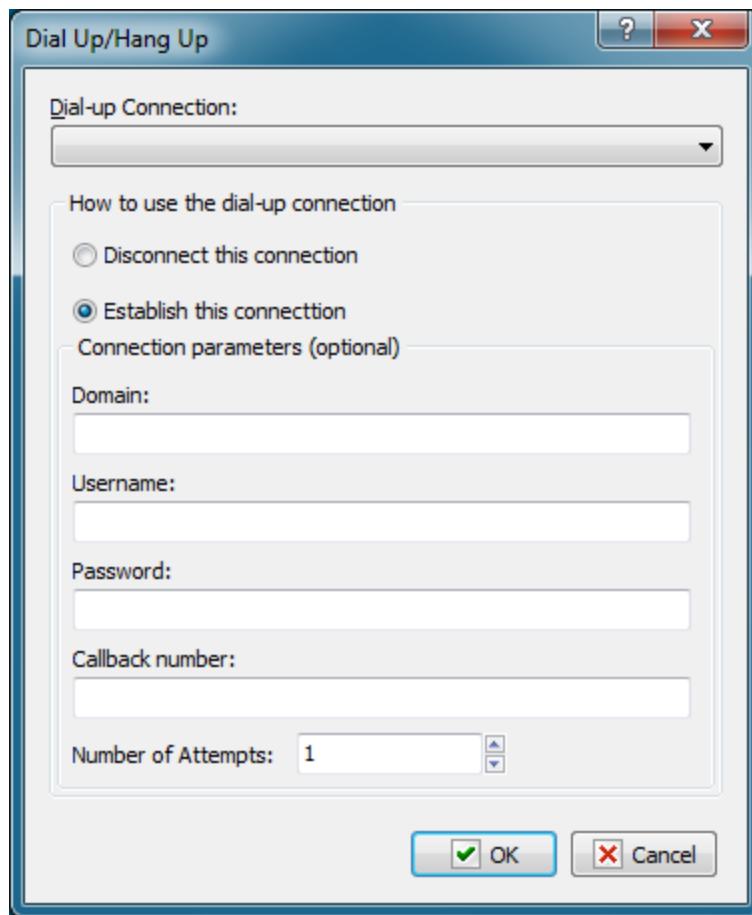 Dial Up/Hang Up
?
Dial-up Connection:
How to use the dial-up connection
Disconnect this connection
Establish this connecttion
Connection parameters (optional)
Domain:
Username:
Password:
Callback number:
Number of Attempts: 1
OK Cancel